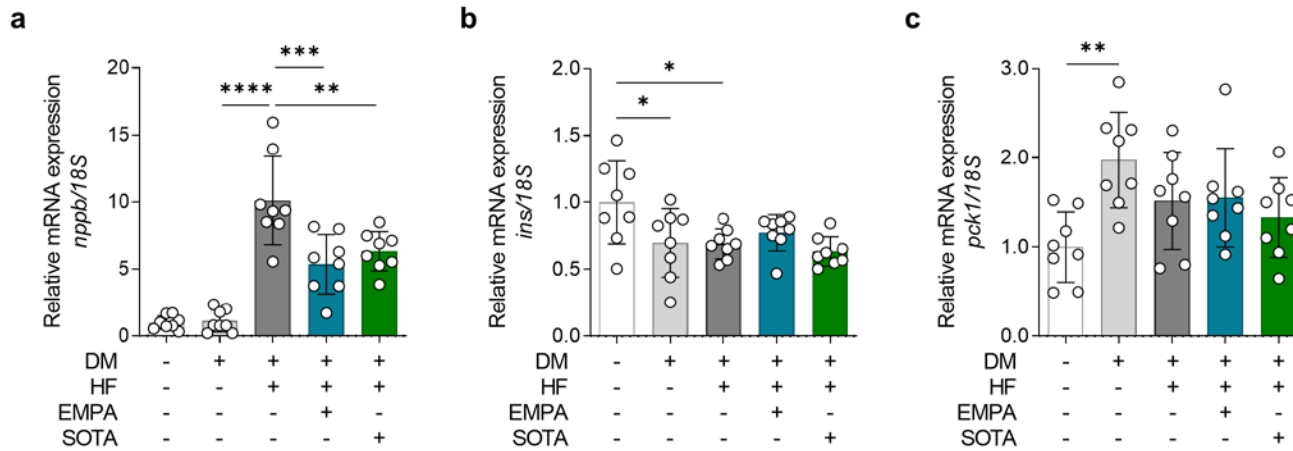 a
Relative mRNA expression
nppb/18S
20
15
10
5
0
****
***
**
DM - + + + +
HF - - + + +
EMPA - - - + -
SOTA - - - - +
b
Relative mRNA expression
ins/18S
2.0
1.5
1.0
0.5
0.0
*
*
DM - + + + +
HF - - + + +
EMPA - - - + -
SOTA - - - - +
c
Relative mRNA expression
pck1/18S
3.0
2.0
1.0
0.0
**
DM - + + + +
HF - - + + +
EMPA - - - + -
SOTA - - - - +